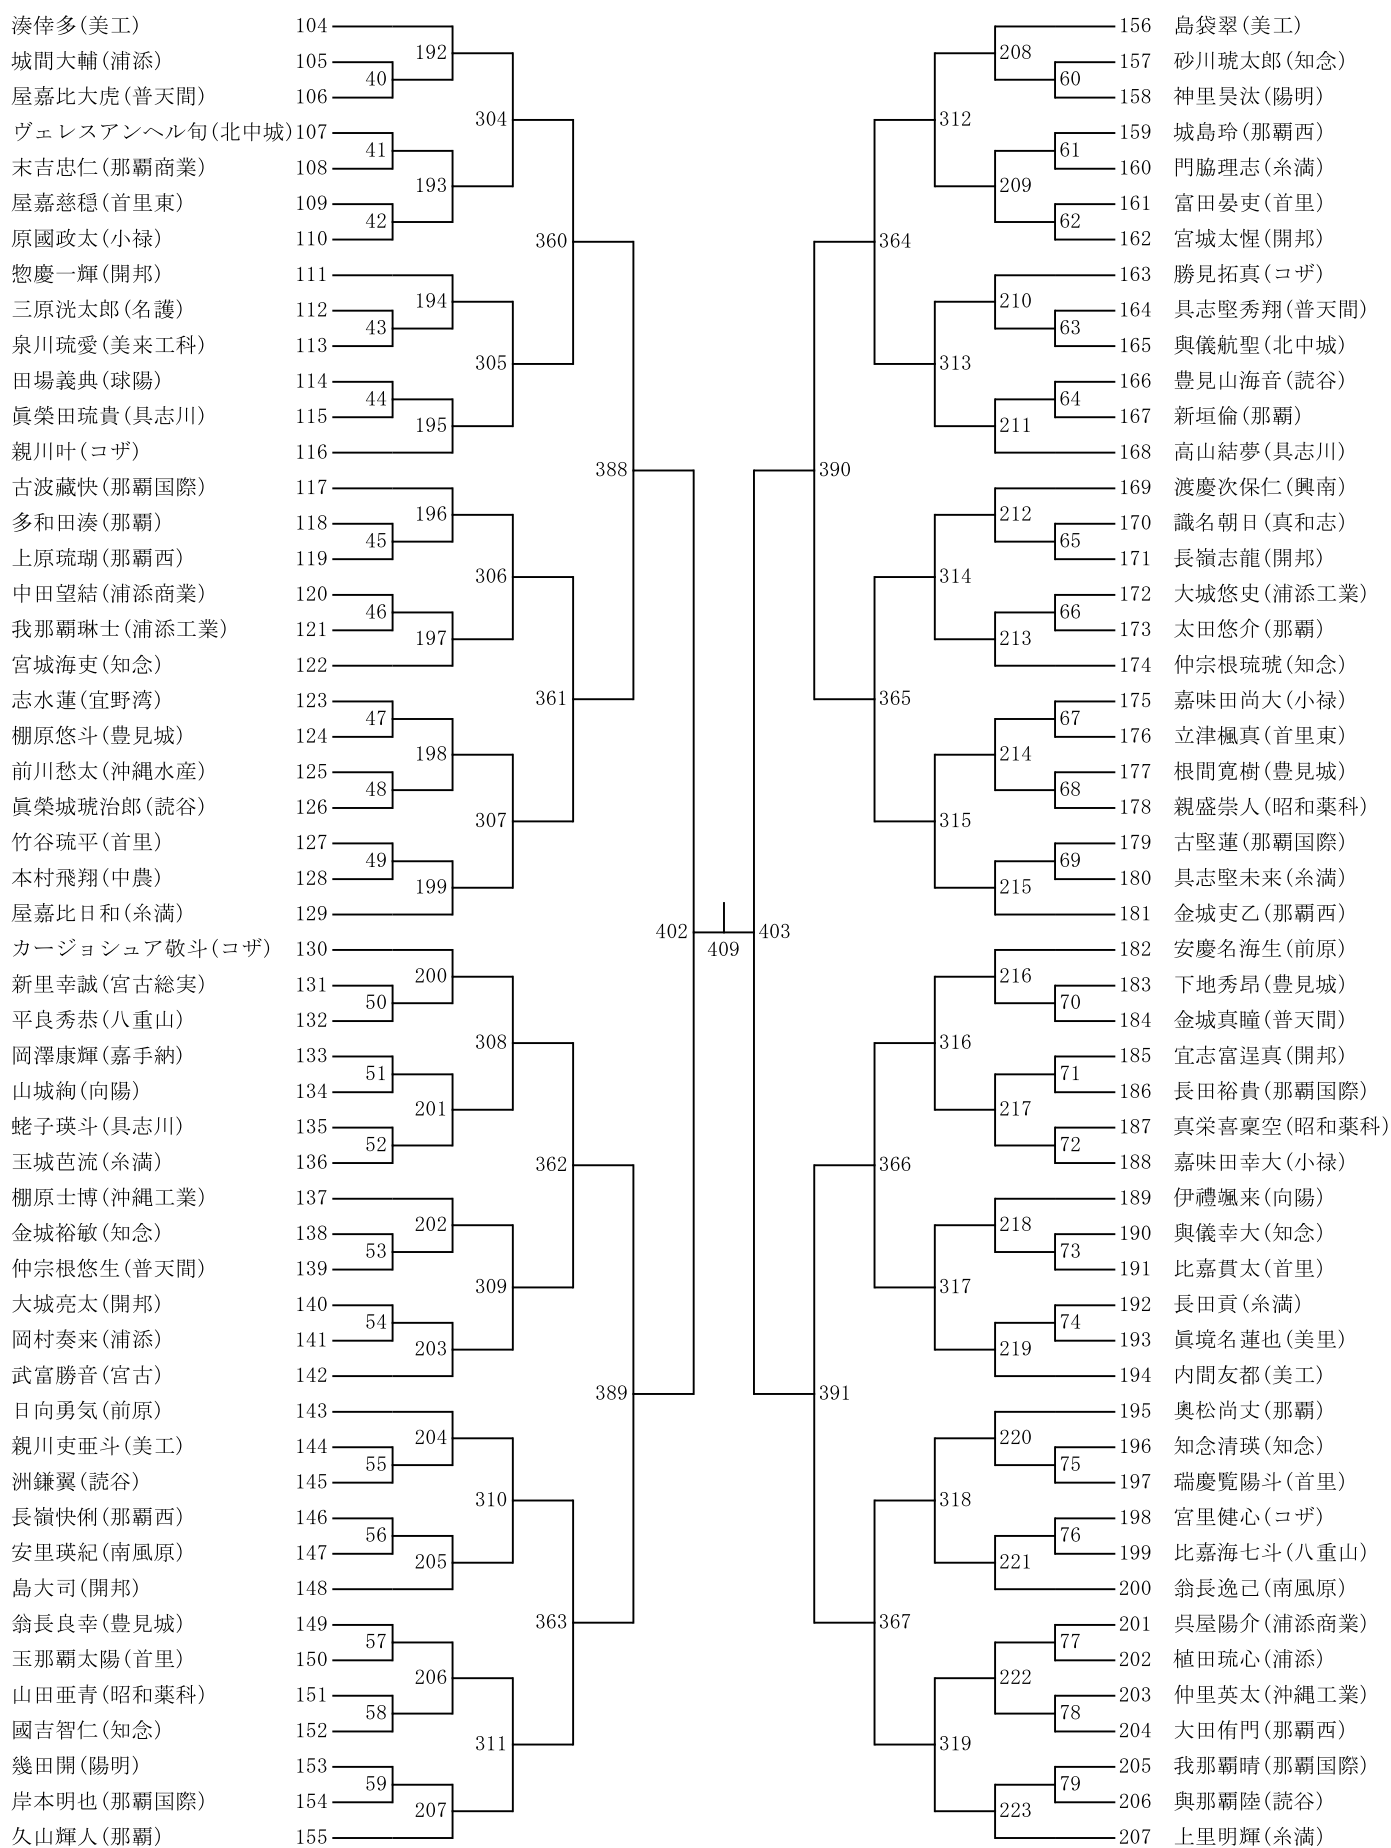 湊倖多(美工) 104
城間大輔(浦添) 105
屋嘉比大虎(普天間) 106
ヴェレスアンヘル旬(北中城) 107
末吉忠仁(那覇商業) 108
屋嘉慈穏(首里東) 109
原國政太(小禄) 110
惣慶一輝(開邦) 111
三原洸太郎(名護) 112
泉川琉愛(美来工科) 113
田場義典(球陽) 114
眞榮田琉貴(具志川) 115
親川叶(コザ) 116
古波藏快(那覇国際) 117
多和田湊(那覇) 118
上原琉瑚(那覇西) 119
中田望結(浦添商業) 120
我那覇琳士(浦添工業) 121
宮城海吏(知念) 122
志水蓮(宜野湾) 123
棚原悠斗(豊見城) 124
前川愁太(沖縄水産) 125
眞榮城琥治郎(読谷) 126
竹谷琉平(首里) 127
本村飛翔(中農) 128
屋嘉比日和(糸満) 129
カージョシュア敬斗(コザ) 130
新里幸誠(宮古総実) 131
平良秀恭(八重山) 132
岡澤康輝(嘉手納) 133
山城絢(向陽) 134
蛯子瑛斗(具志川) 135
玉城芭流(糸満) 136
棚原士博(沖縄工業) 137
金城裕敏(知念) 138
仲宗根悠生(普天間) 139
大城亮太(開邦) 140
岡村奏来(浦添) 141
武富勝音(宮古) 142
日向勇気(前原) 143
親川吏亜斗(美工) 144
洲鎌翼(読谷) 145
長嶺快俐(那覇西) 146
安里瑛紀(南風原) 147
島大司(開邦) 148
翁長良幸(豊見城) 149
玉那覇太陽(首里) 150
山田亜青(昭和薬科) 151
國吉智仁(知念) 152
幾田開(陽明) 153
岸本明也(那覇国際) 154
久山輝人(那覇) 155
40
41
42
43
44
45
46
47
48
49
50
51
52
53
54
55
56
57
58
59
192
193
194
195
196
197
198
199
200
201
202
203
204
205
206
207
304
305
306
307
308
309
310
311
360
361
362
363
388
389
402
409
403
390
391
364
365
366
367
312
313
314
315
316
317
318
319
208
209
210
211
212
213
214
215
216
217
218
219
220
221
222
223
60
61
62
63
64
65
66
67
68
69
70
71
72
73
74
75
76
77
78
79
156 島袋翠(美工)
157 砂川琥太郎(知念)
158 神里昊汰(陽明)
159 城島玲(那覇西)
160 門脇理志(糸満)
161 富田晏吏(首里)
162 宮城太惺(開邦)
163 勝見拓真(コザ)
164 具志堅秀翔(普天間)
165 與儀航聖(北中城)
166 豊見山海音(読谷)
167 新垣倫(那覇)
168 高山結夢(具志川)
169 渡慶次保仁(興南)
170 識名朝日(真和志)
171 長嶺志龍(開邦)
172 大城悠史(浦添工業)
173 太田悠介(那覇)
174 仲宗根琉琥(知念)
175 嘉味田尚大(小禄)
176 立津楓真(首里東)
177 根間寛樹(豊見城)
178 親盛崇人(昭和薬科)
179 古堅蓮(那覇国際)
180 具志堅未来(糸満)
181 金城吏乙(那覇西)
182 安慶名海生(前原)
183 下地秀昂(豊見城)
184 金城真瞳(普天間)
185 宜志富逞真(開邦)
186 長田裕貴(那覇国際)
187 真栄喜稟空(昭和薬科)
188 嘉味田幸大(小禄)
189 伊禮颯来(向陽)
190 與儀幸大(知念)
191 比嘉貫太(首里)
192 長田貢(糸満)
193 眞境名蓮也(美里)
194 内間友都(美工)
195 奥松尚丈(那覇)
196 知念清瑛(知念)
197 瑞慶覧陽斗(首里)
198 宮里健心(コザ)
199 比嘉海七斗(八重山)
200 翁長逸己(南風原)
201 呉屋陽介(浦添商業)
202 植田琉心(浦添)
203 仲里英太(沖縄工業)
204 大田侑門(那覇西)
205 我那覇晴(那覇国際)
206 與那覇陸(読谷)
207 上里明輝(糸満)